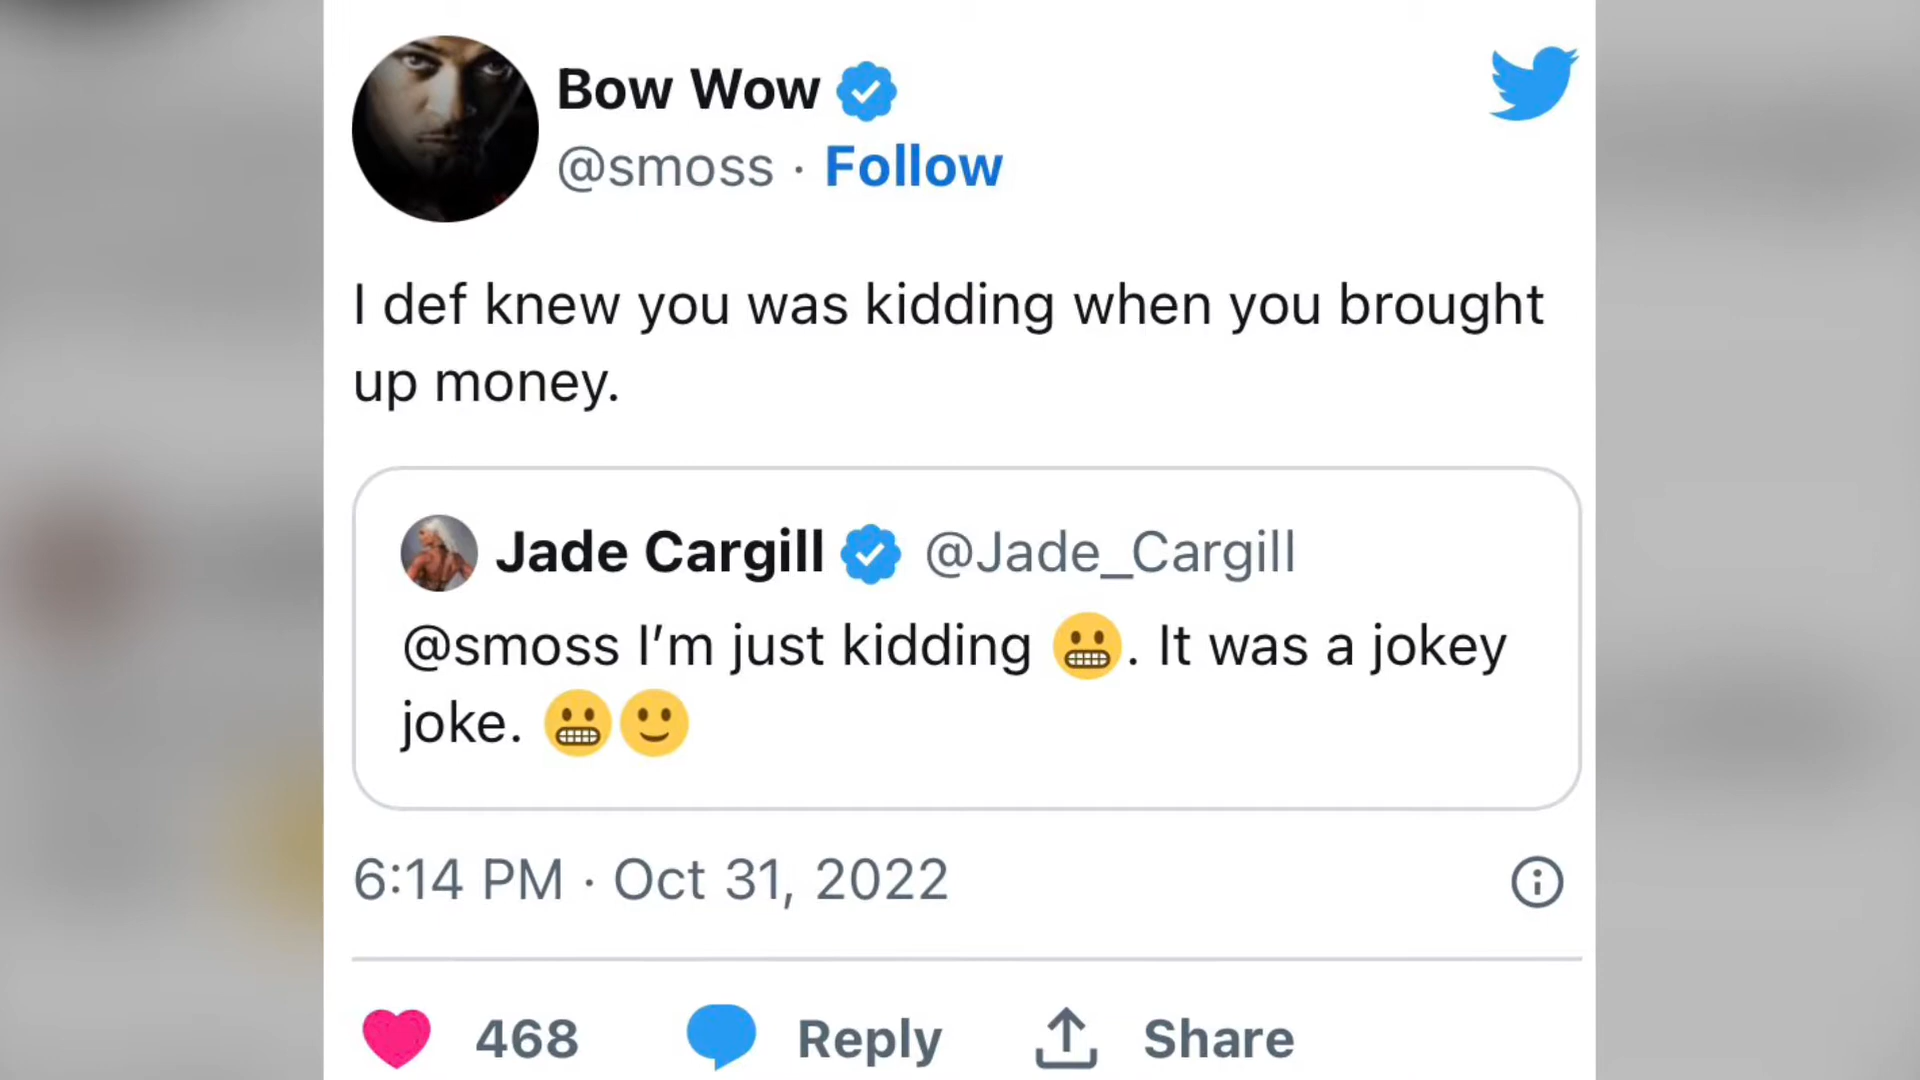 Bow Wow
@smoss · Follow
I def knew you was kidding when you brought
up money.
Jade Cargill @Jade_Cargill
@smoss I’m just kidding 😬. It was a jokey
joke. 😬🙂
6:14 PM · Oct 31, 2022
468 Reply Share